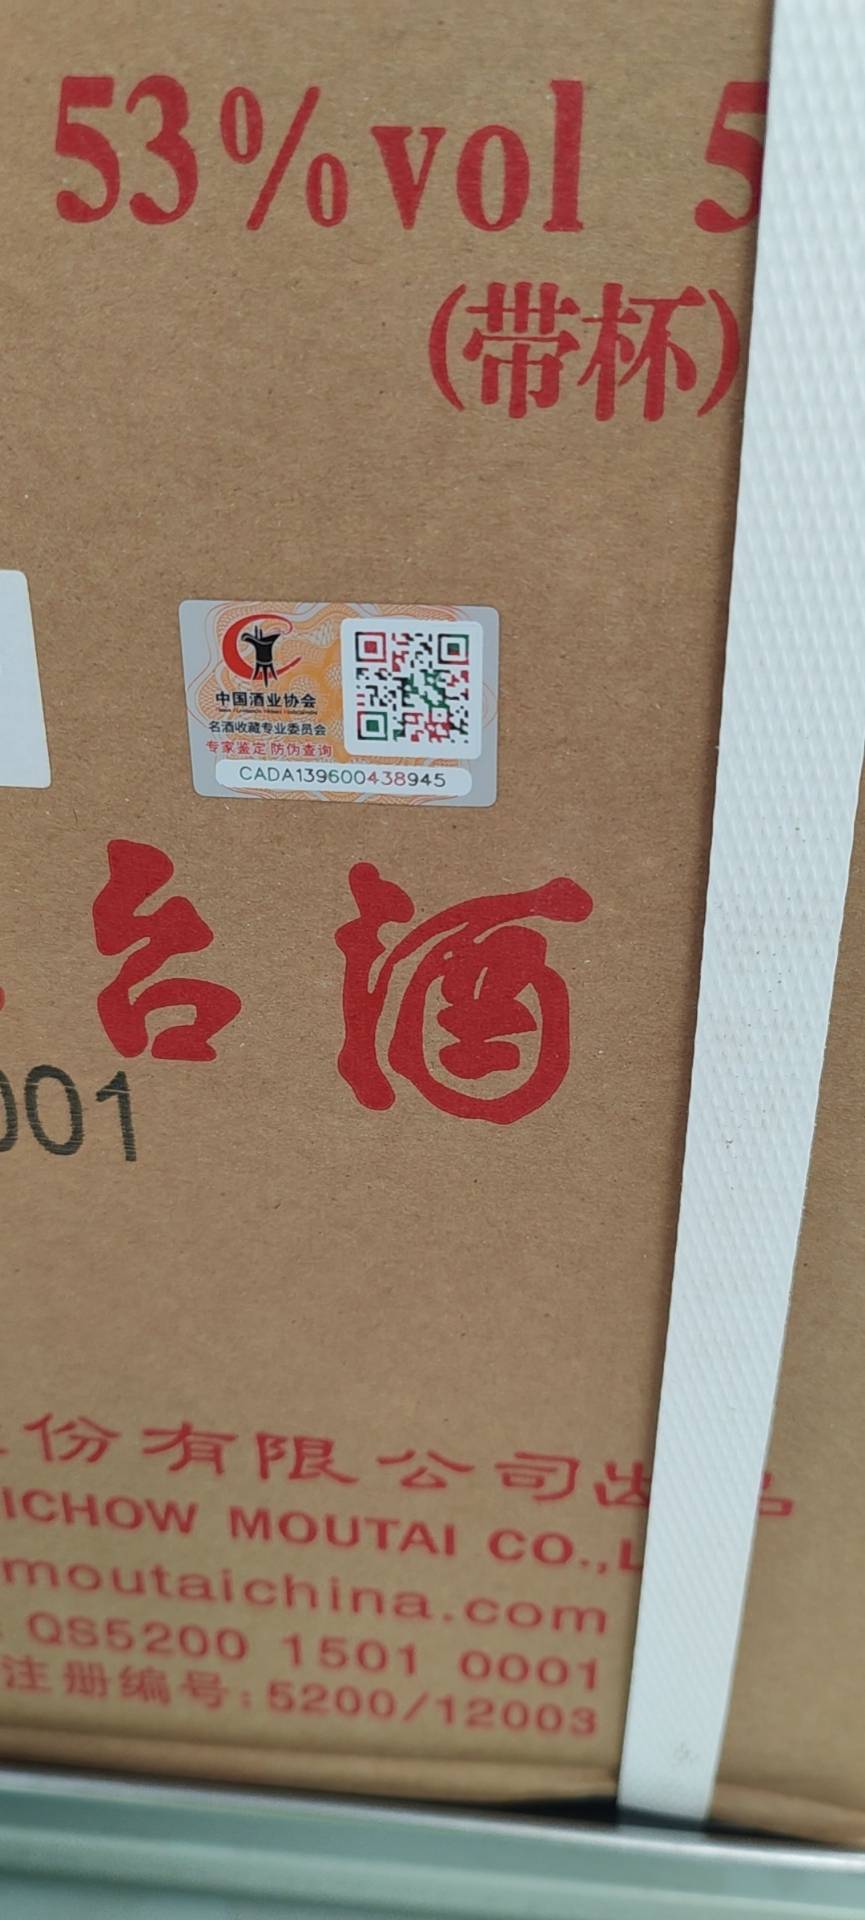 53%vol 5
(带杯)
中国酒业协会
名酒收藏专业委员会
专家鉴定 防伪查询
CADA139600438945
台酒
001
份有限公司出品
ICHOW MOUTAI CO.,L
moutaichina.com
QS5200 1501 0001
注册编号:5200/12003